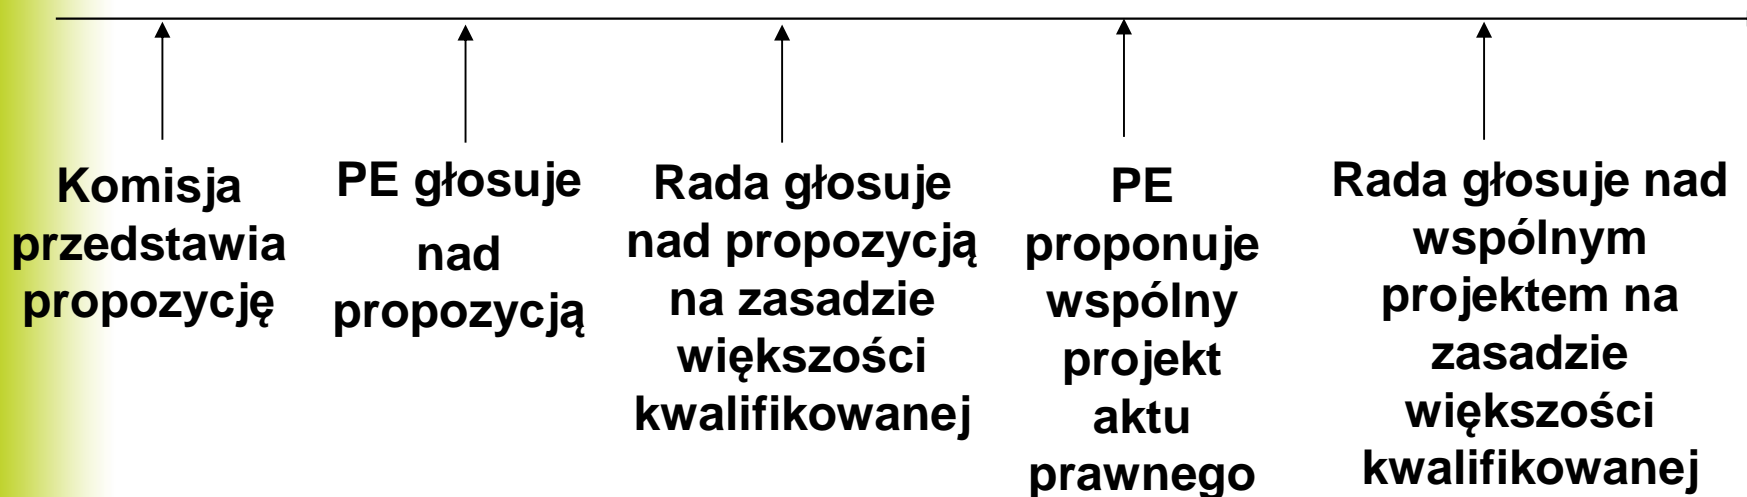 Komisja
przedstawia
propozycję
PE głosuje
nad
propozycją
Rada głosuje
nad propozycją
na zasadzie
większości
kwalifikowanej
PE
proponuje
wspólny
projekt
aktu
prawnego
Rada głosuje nad
wspólnym
projektem na
zasadzie
większości
kwalifikowanej